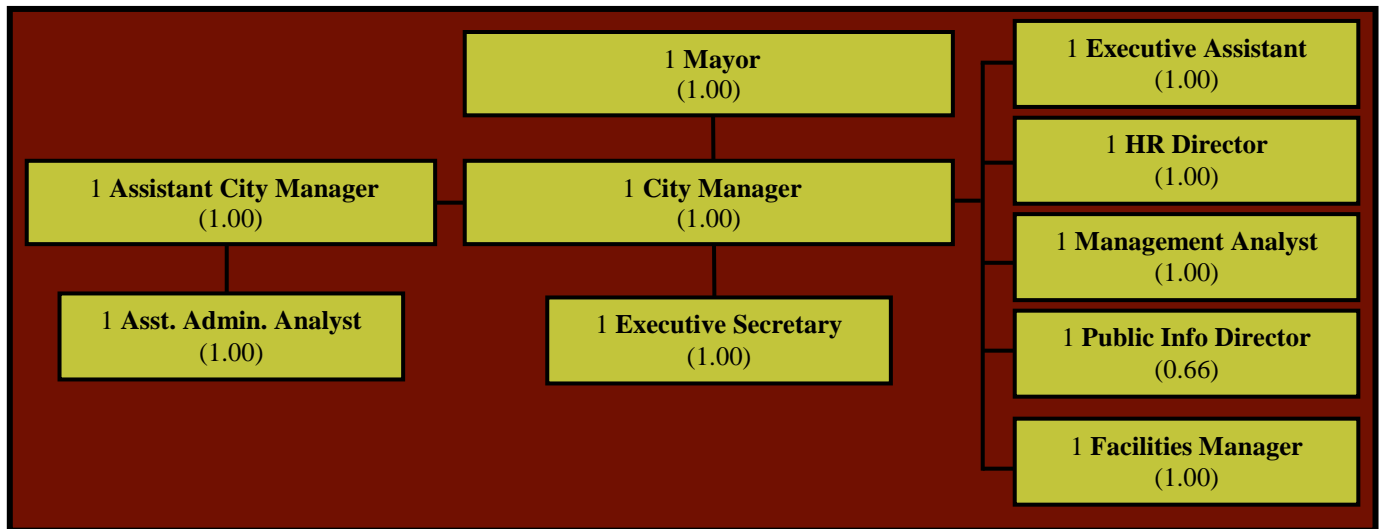 1 Mayor
(1.00)
1 Assistant City Manager
(1.00)
1 City Manager
(1.00)
1 Asst. Admin. Analyst
(1.00)
1 Executive Secretary
(1.00)
1 Executive Assistant
(1.00)
1 HR Director
(1.00)
1 Management Analyst
(1.00)
1 Public Info Director
(0.66)
1 Facilities Manager
(1.00)